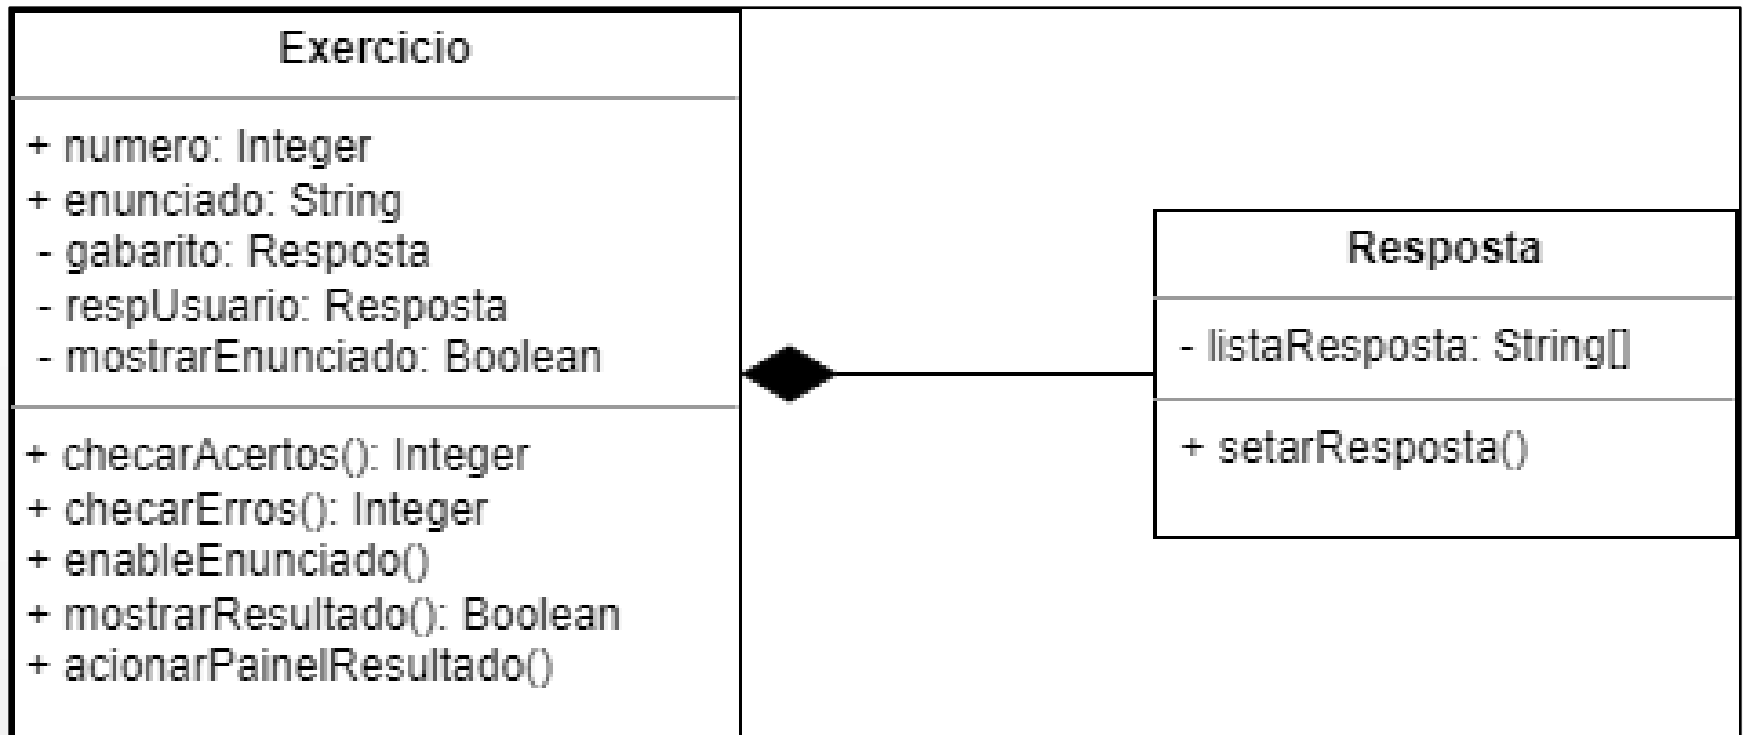 Exercicio
+ numero: Integer
+ enunciado: String
- gabarito: Resposta
- respUsuario: Resposta
- mostrarEnunciado: Boolean
+ checarAcertos(): Integer
+ checarErros(): Integer
+ enableEnunciado()
+ mostrarResultado(): Boolean
+ acionarPainelResultado()
Resposta
- listaResposta: String[]
+ setarResposta()